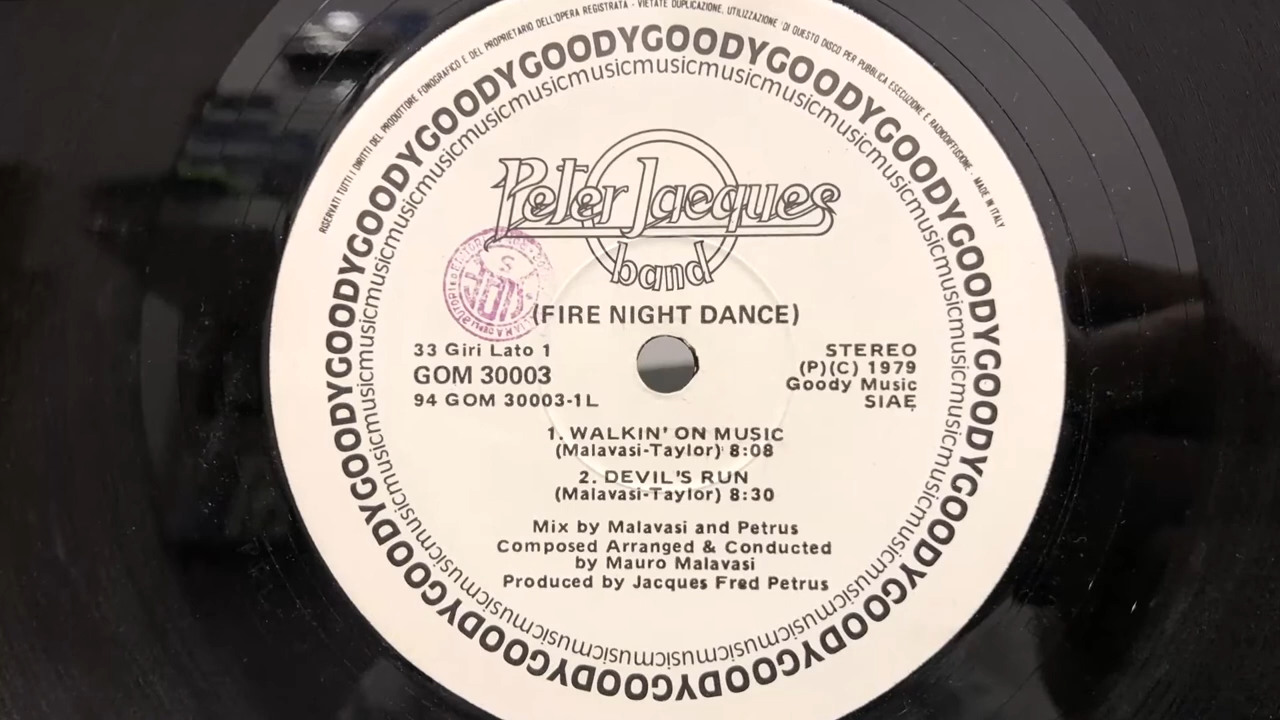 RISERVATI TUTTI I DIRITTI DEL PRODUTTORE FONOGRAFICO E DEL PROPRIETARIO DELL'OPERA REGISTRATA - VIETATE DUPLICAZIONE, UTILIZZAZIONE DI QUESTO DISCO PER PUBBLICA ESECUZIONE E RADIODIFFUSIONE - MADE IN ITALY
GOODYGOODYGOODYGOODYGOODYGOODYGOODYGOODYGOODYGOODYGOODYGOODYGOODYGOODYGOODYGOODYGOODYGOODY
musicmusicmusicmusicmusicmusicmusicmusicmusicmusicmusicmusicmusicmusicmusicmusicmusicmusicmusicmusicmusicmusicmusicmusic
Peter Jacques
band
(FIRE NIGHT DANCE)
33 Giri Lato 1
GOM 30003
94 GOM 30003-1L
STEREO
(P)(C) 1979
Goody Music
SIAE
1. WALKIN' ON MUSIC
(Malavasi-Taylor) 8:08
2. DEVIL'S RUN
(Malavasi-Taylor) 8:30
Mix by Malavasi and Petrus
Composed Arranged & Conducted
by Mauro Malavasi
Produced by Jacques Fred Petrus